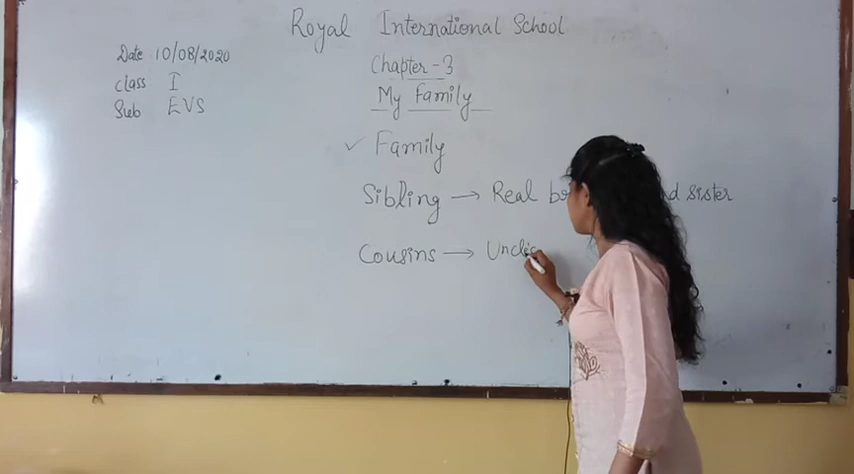 Royal International School
Date 10/08/2020
class I
Sub EVS
Chapter - 3
My Family
✓ Family
Sibling → Real sister
Cousins →